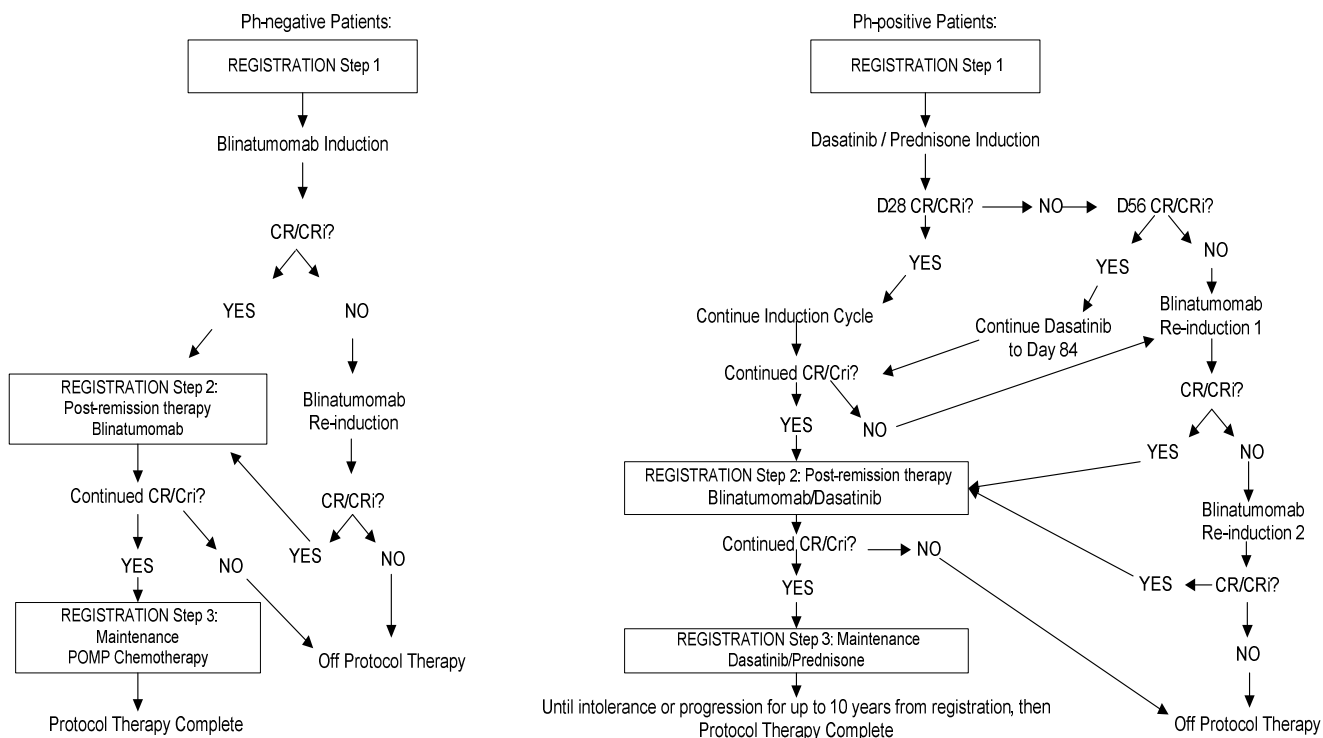 Ph-negative Patients:
REGISTRATION Step 1
Blinatumomab Induction
CR/CRi?
YES
NO
REGISTRATION Step 2:
Post-remission therapy
Blinatumomab
Blinatumomab
Re-induction
Continued CR/Cri?
CR/CRi?
YES
NO
YES
NO
REGISTRATION Step 3:
Maintenance
POMP Chemotherapy
Off Protocol Therapy
Protocol Therapy Complete
Ph-positive Patients:
REGISTRATION Step 1
Dasatinib / Prednisone Induction
D28 CR/CRi?
NO
D56 CR/CRi?
YES
YES
NO
Continue Induction Cycle
Continue Dasatinib
to Day 84
Blinatumomab
Re-induction 1
Continued CR/Cri?
CR/CRi?
YES
NO
YES
NO
REGISTRATION Step 2: Post-remission therapy
Blinatumomab/Dasatinib
Blinatumomab
Re-induction 2
Continued CR/Cri?
NO
YES
YES
CR/CRi?
NO
REGISTRATION Step 3: Maintenance
Dasatinib/Prednisone
Until intolerance or progression for up to 10 years from registration, then
Protocol Therapy Complete
Off Protocol Therapy